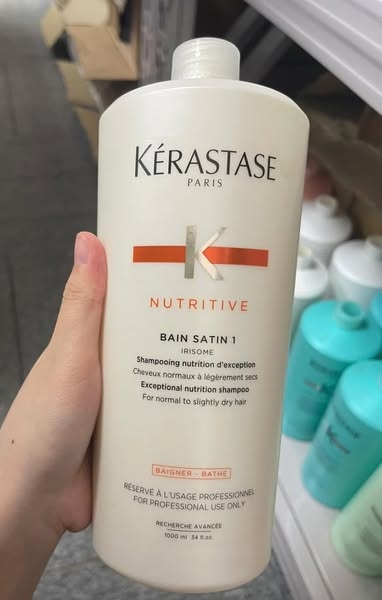 KÉRASTASE
PARIS
K
NUTRITIVE
BAIN SATIN 1
IRISOME
Shampooing nutrition d'exception
Cheveux normaux à légèrement secs
Exceptional nutrition shampoo
For normal to slightly dry hair
BAIGNER - BATHE
RÉSERVÉ À L'USAGE PROFESSIONNEL
FOR PROFESSIONAL USE ONLY
RECHERCHE AVANCÉE
1000 ml 34 fl.oz.